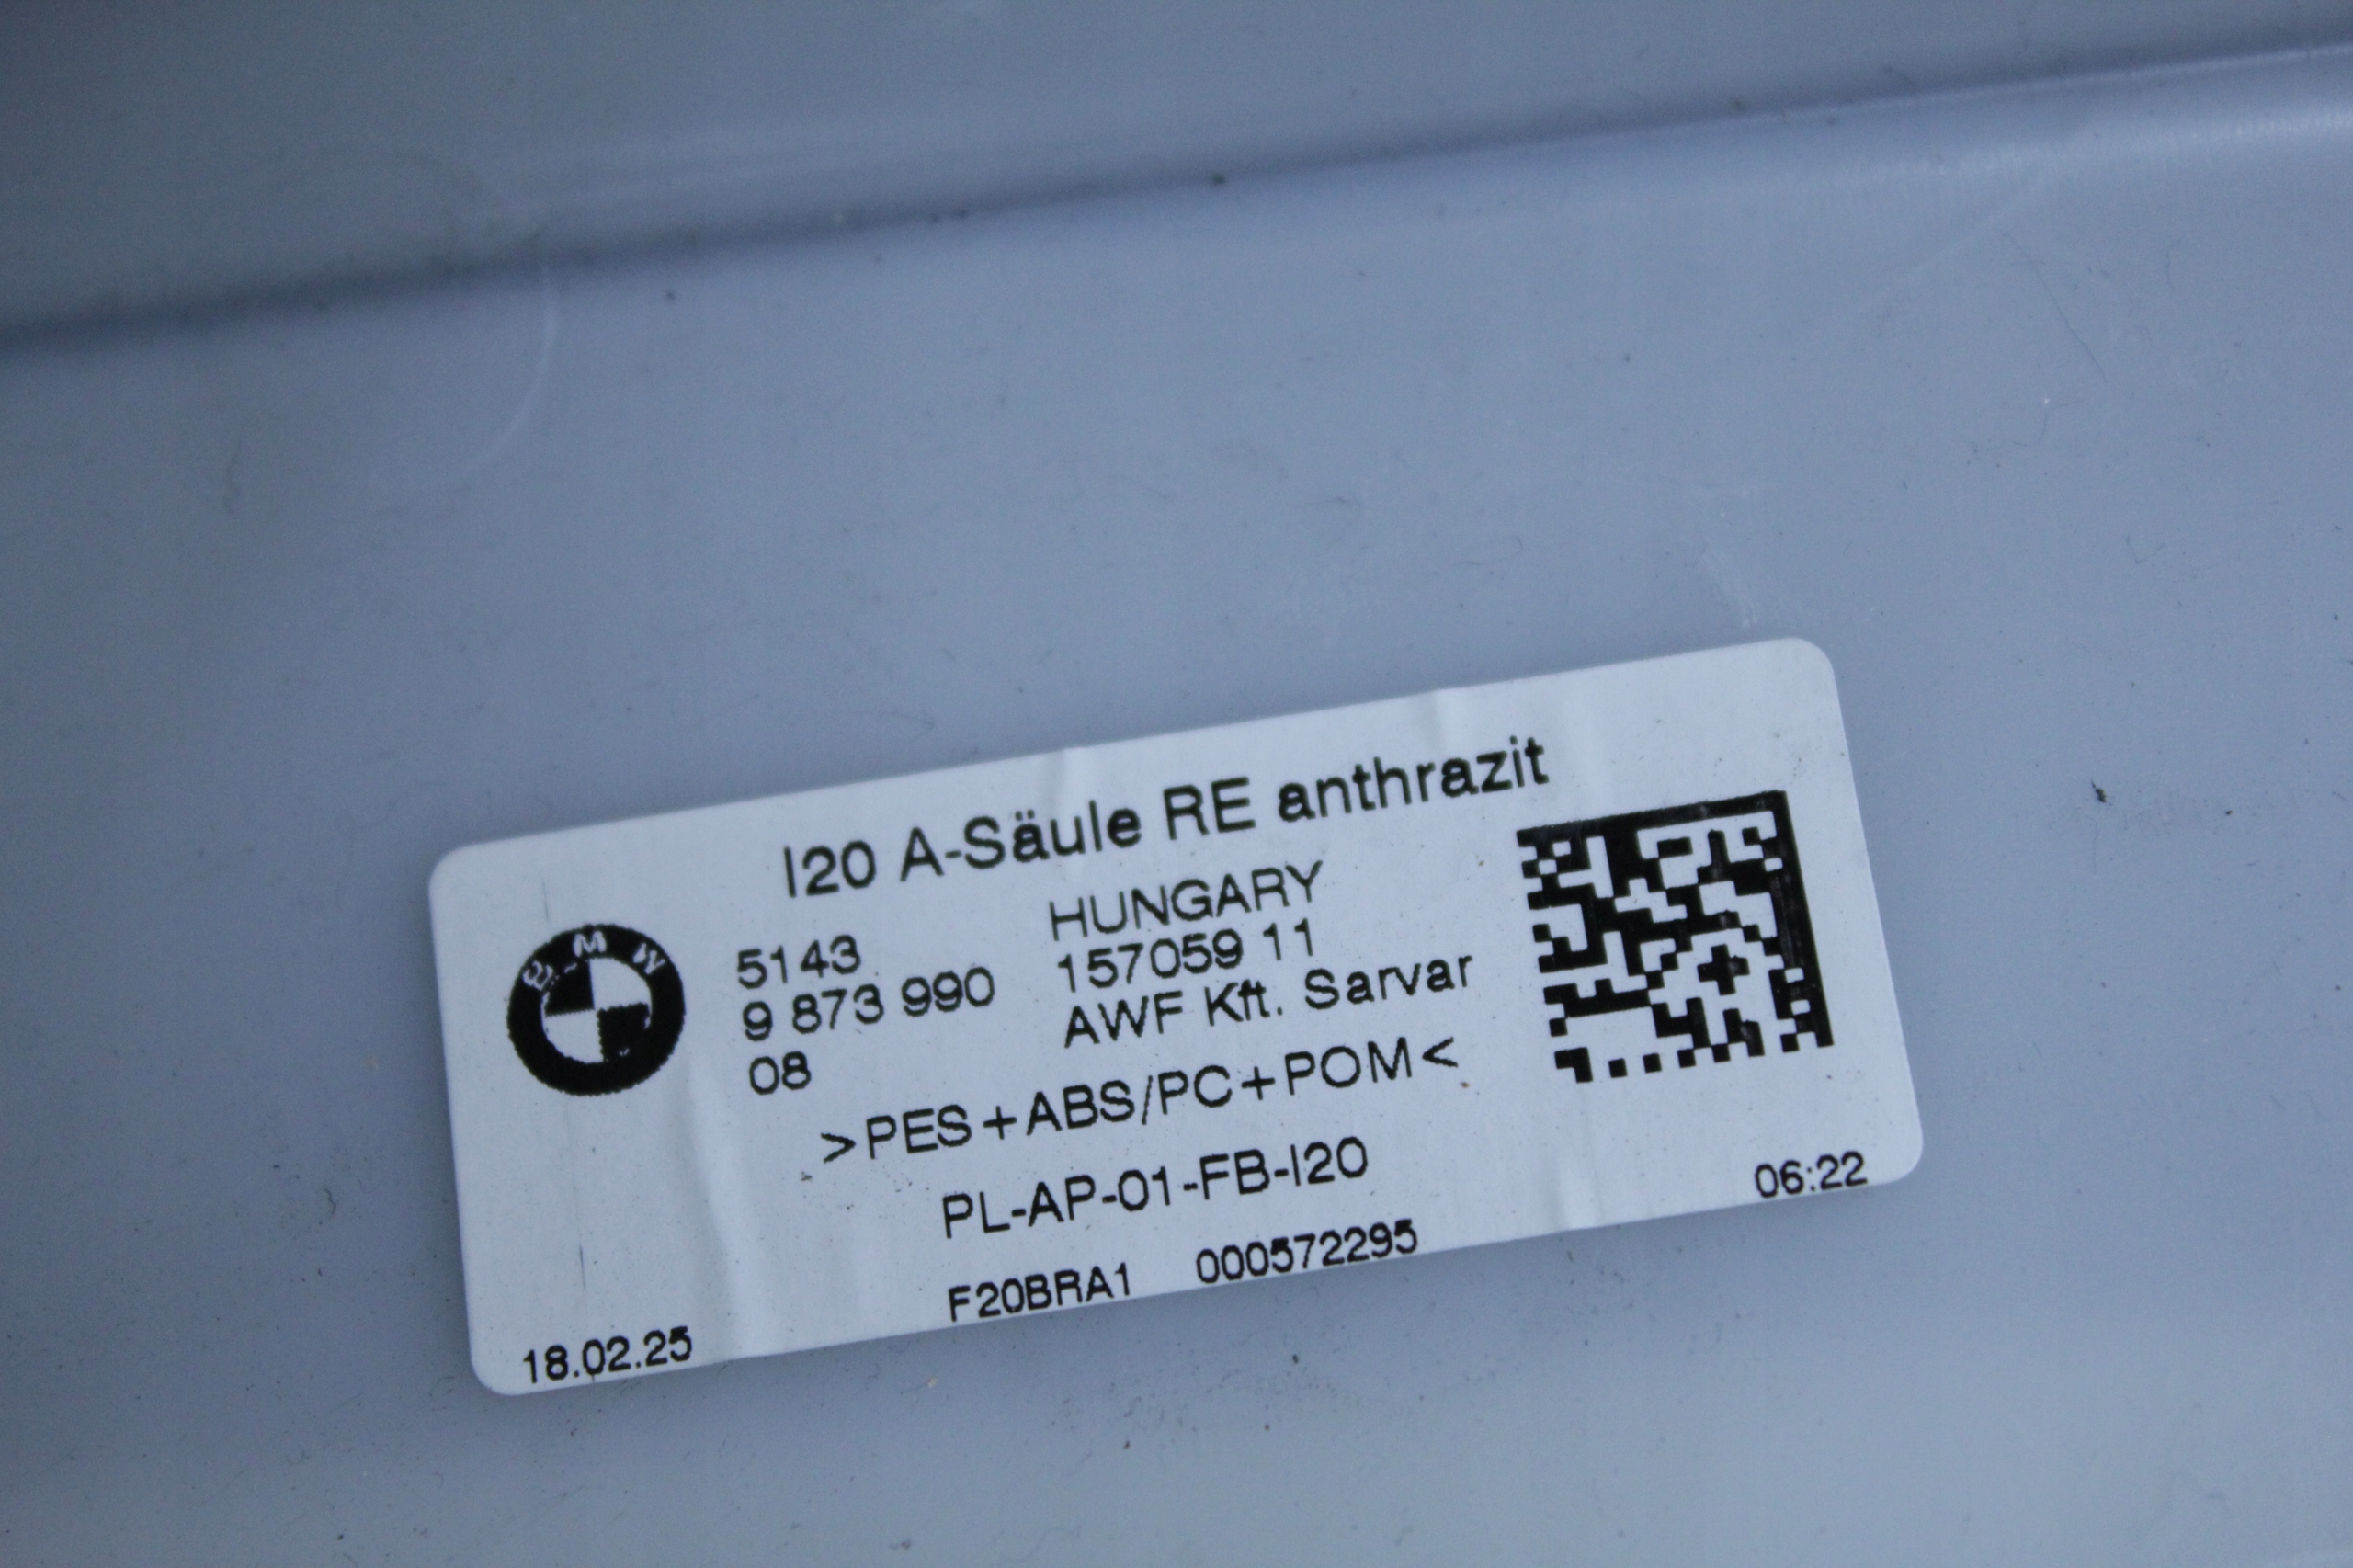 I20 A-Säule RE anthrazit
BMW
5143
9 873 990
08
HUNGARY
157059 11
AWF Kft. Sarvar
>PES+ABS/PC+POM<
PL-AP-01-FB-I20
F20BRA1 000572295
18.02.25
06:22